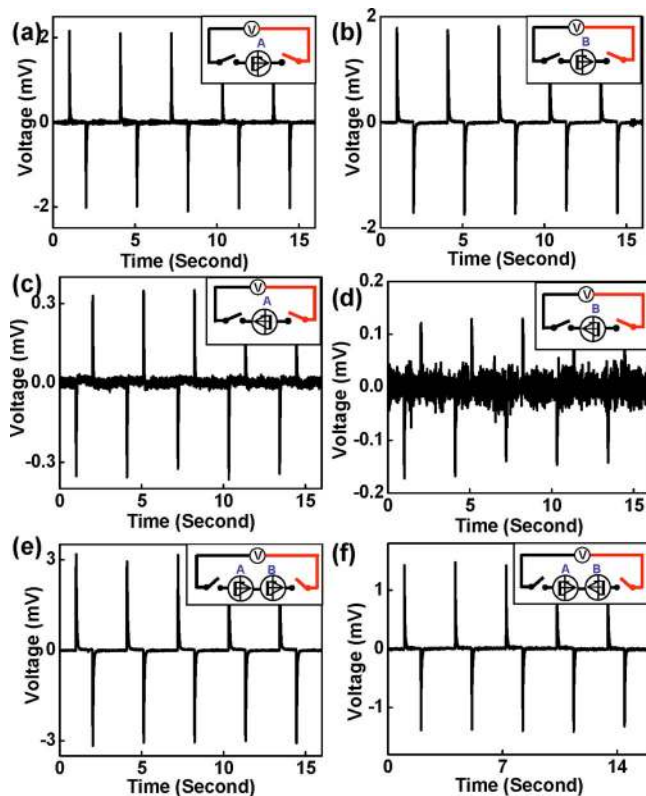 (a)
V
A
2
0
-2
Voltage (mV)
0 5 10 15
Time (Second)
(b)
V
B
2
0
-2
Voltage (mV)
0 5 10 15
Time (Second)
(c)
V
A
0.3
0.0
-0.3
Voltage (mV)
0 5 10 15
Time (Second)
(d)
V
B
0.2
0.1
0.0
-0.1
-0.2
Voltage (mV)
0 5 10 15
Time (Second)
(e)
V
A B
3
0
-3
Voltage (mV)
0 5 10 15
Time (Second)
(f)
V
A B
1
0
-1
Voltage (mV)
0 7 14
Time (Second)